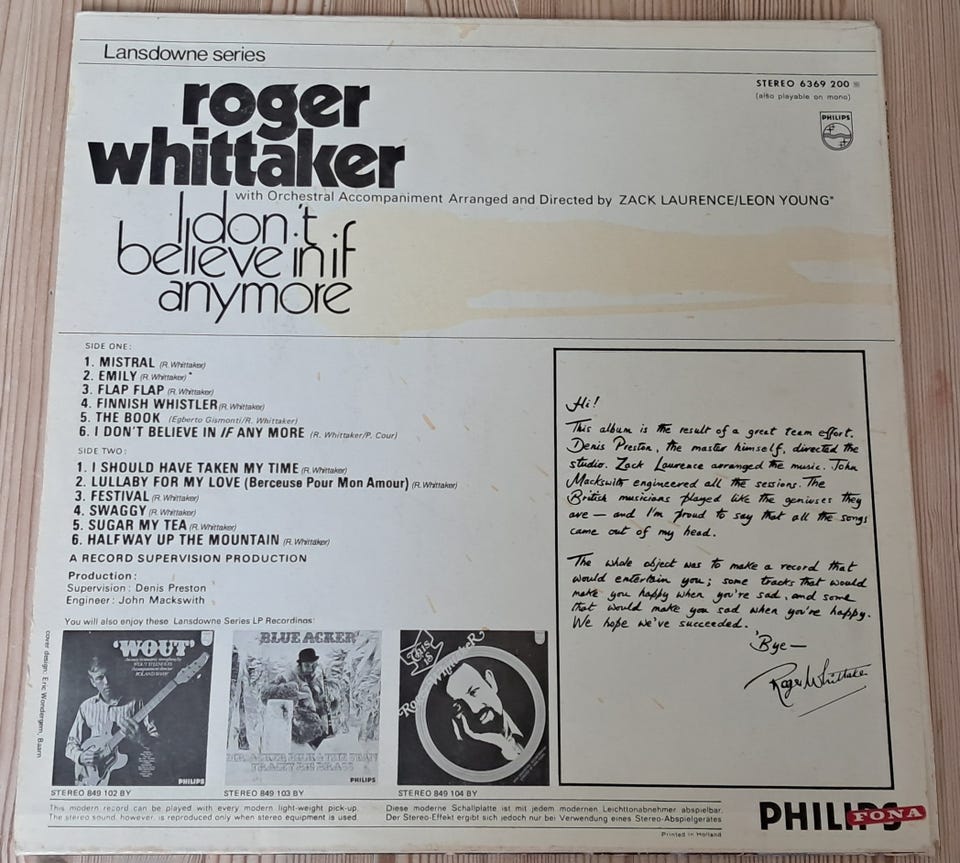 Lansdowne series
STEREO 6369 200
(also playable on mono)
PHILIPS
roger
whittaker
with Orchestral Accompaniment Arranged and Directed by ZACK LAURENCE/LEON YOUNG*
I don't
believe in if
anymore
SIDE ONE:
1. MISTRAL (R. Whittaker)
2. EMILY (R. Whittaker)*
3. FLAP FLAP (R. Whittaker)
4. FINNISH WHISTLER (R. Whittaker)
5. THE BOOK (Egberto Gismonti/R. Whittaker)
6. I DON'T BELIEVE IN IF ANY MORE (R. Whittaker/P. Cour)
SIDE TWO:
1. I SHOULD HAVE TAKEN MY TIME (R. Whittaker)
2. LULLABY FOR MY LOVE (Berceuse Pour Mon Amour) (R. Whittaker)
3. FESTIVAL (R. Whittaker)
4. SWAGGY (R. Whittaker)
5. SUGAR MY TEA (R. Whittaker)
6. HALFWAY UP THE MOUNTAIN (R. Whittaker)
A RECORD SUPERVISION PRODUCTION
Production:
Supervision: Denis Preston
Engineer: John Mackswith
Hi!
This album is the result of a great team effort.
Denis Preston, the master himself, directed the
studio. Zack Laurence arranged the music. John
Mackswith engineered all the sessions. The
British musicians played like the geniuses they
are — and I'm proud to say that all the songs
came out of my head.
The whole object was to make a record that
would entertain you; some tracks that would
make you happy when you're sad, and some
that would make you sad when you're happy.
We hope we've succeeded.
'Bye —
Roger Whittaker
You will also enjoy these Lansdowne Series LP Recordings:
cover design: Eric Wondergem, Baarn
'WOUT'
BLUE ACKER
PHILIPS
PHILIPS
THIS IS
ROGER WHITTAKER
STEREO 849 102 BY
STEREO 849 103 BY
STEREO 849 104 BY
This modern record can be played with every modern light-weight pick-up.
The stereo sound, however, is reproduced only when stereo equipment is used.
Diese moderne Schallplatte ist mit jedem modernen Leichttonabnehmer abspielbar.
Der Stereo-Effekt ergibt sich jedoch nur bei Verwendung eines Stereo-Abspielgerätes
Printed in Holland
PHILIPS
FONA